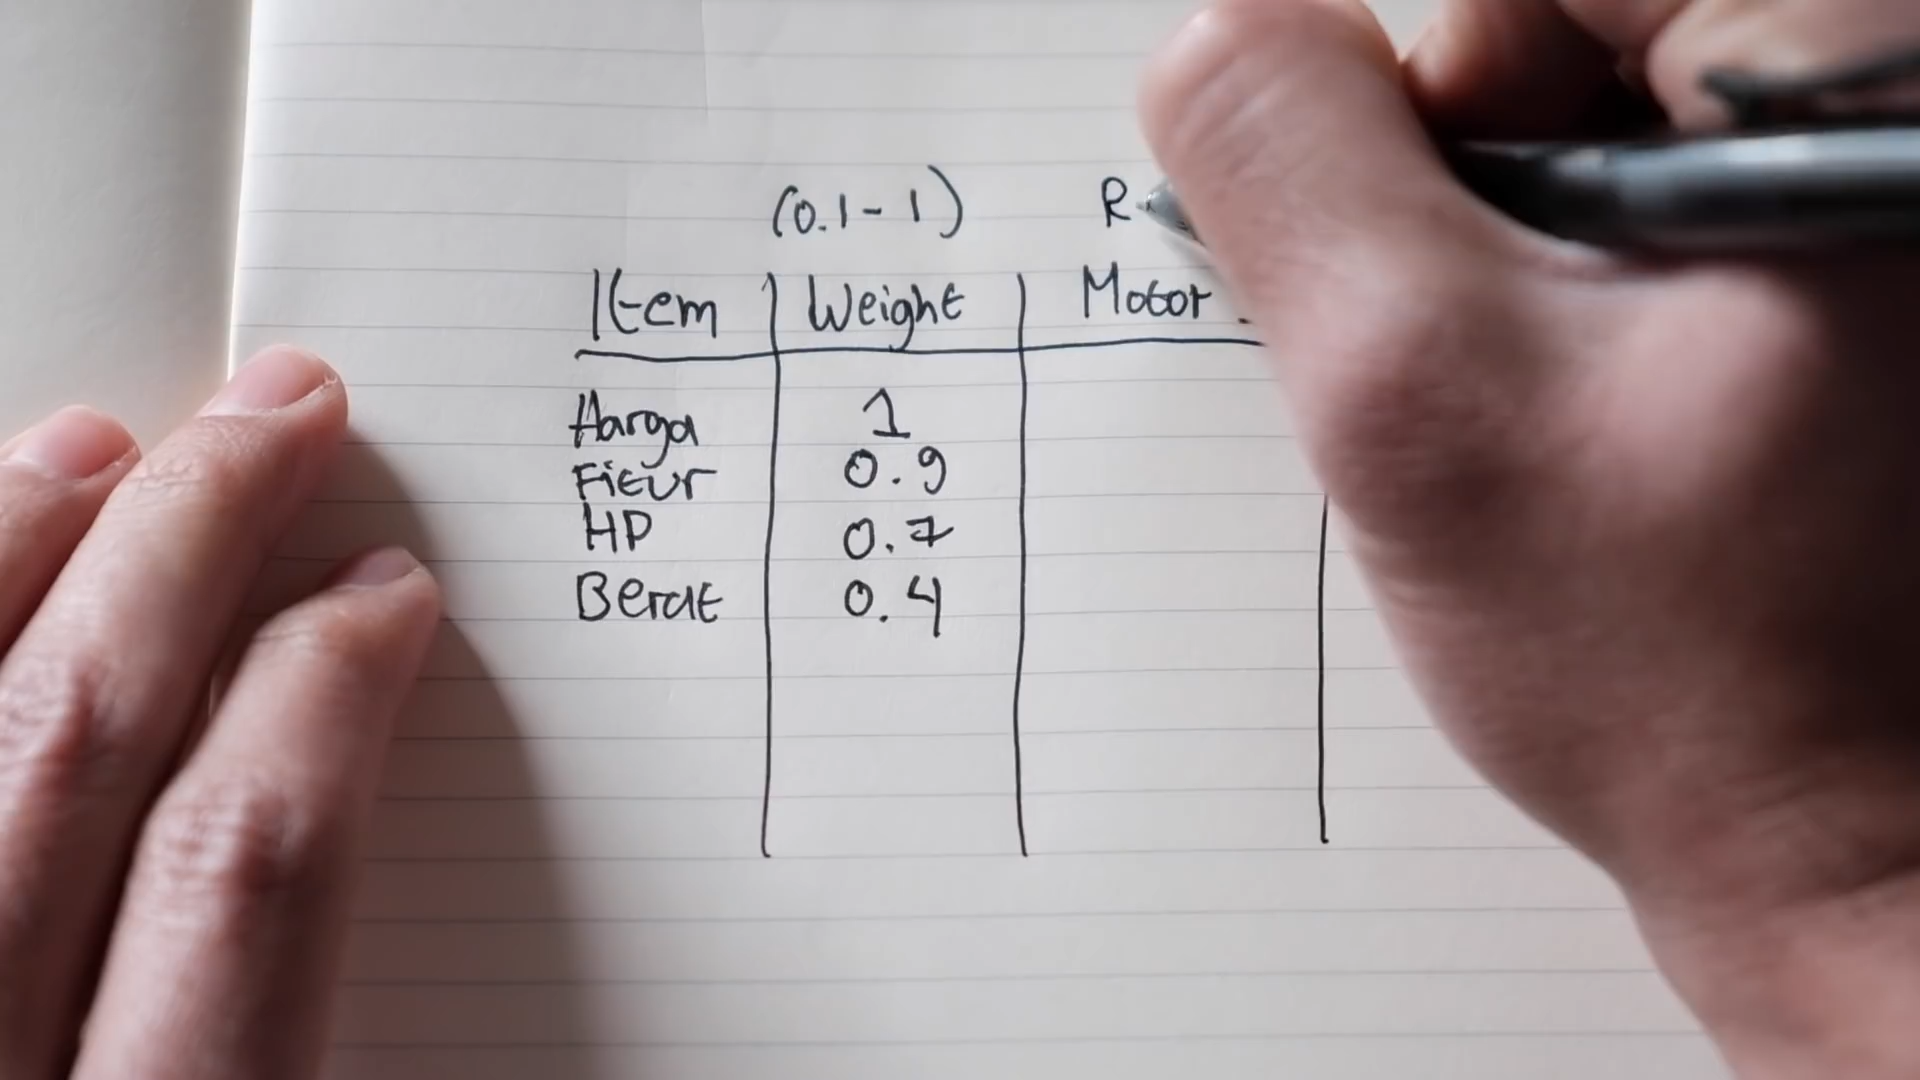 (0.1 - 1) R
Item Weight Motor
Harga 1
Fitur 0.9
HP 0.7
Berat 0.4